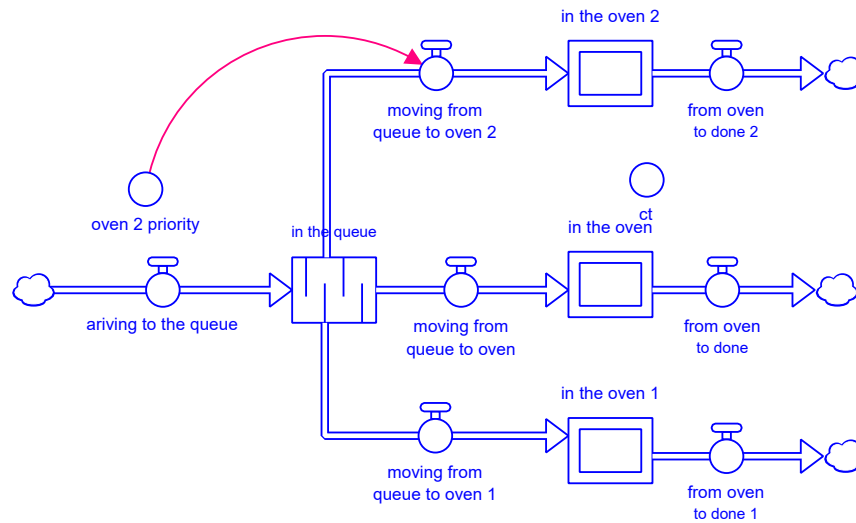 in the oven 2
moving from
queue to oven 2
from oven
to done 2
oven 2 priority
ct
in the queue
in the oven
ariving to the queue
moving from
queue to oven
from oven
to done
in the oven 1
moving from
queue to oven 1
from oven
to done 1